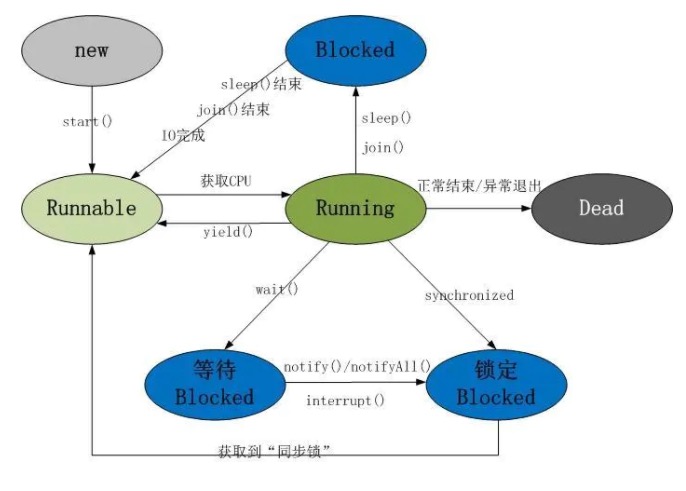 new
Blocked
sleep()结束
join()结束
IO完成
start()
sleep()
join()
Runnable
获取CPU
yield()
Running
正常结束/异常退出
Dead
wait()
synchronized
等待
Blocked
notify()/notifyAll()
interrupt()
锁定
Blocked
获取到“同步锁”